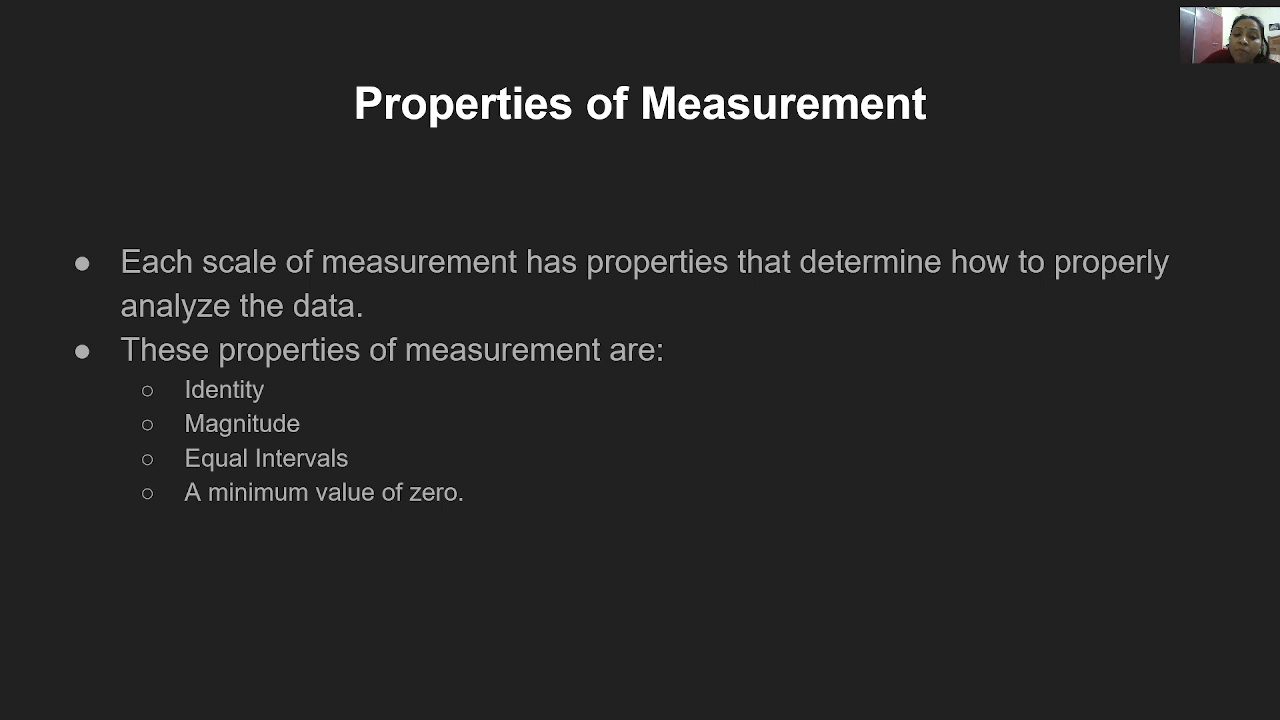 Properties of Measurement
● Each scale of measurement has properties that determine how to properly
analyze the data.
● These properties of measurement are:
○ Identity
○ Magnitude
○ Equal Intervals
○ A minimum value of zero.